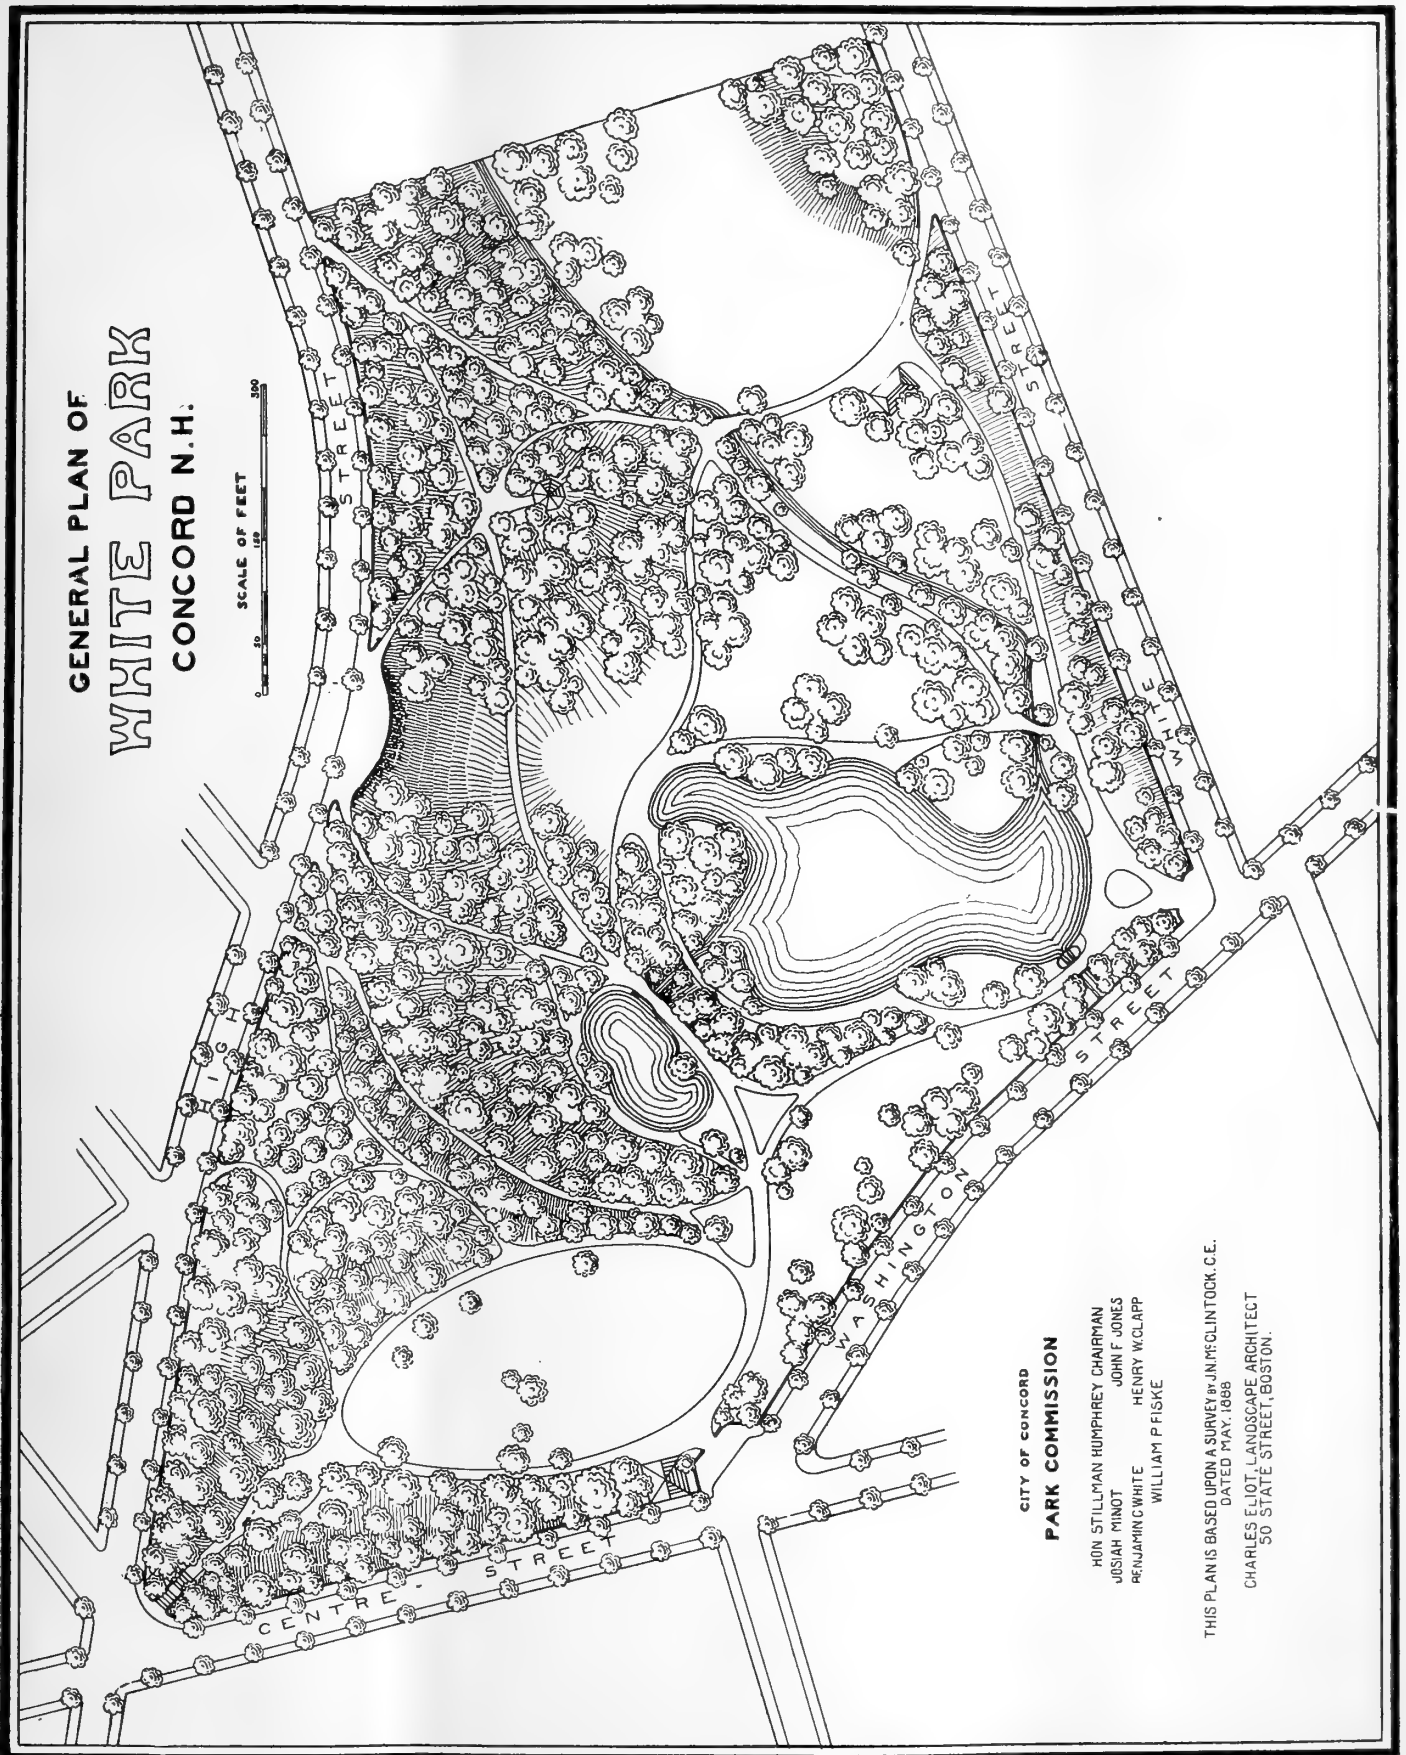 GENERAL PLAN OF
WHITE PARK
CONCORD N.H.
SCALE OF FEET
0 50 150 300
STREET
HIGH
STREET
WHITE
STREET
WASHINGTON
CENTRE - STREET
CITY OF CONCORD
PARK COMMISSION
HON STILLMAN HUMPHREY CHAIRMAN
JOSIAH MINOT JOHN F JONES
BENJAMIN C WHITE HENRY W. CLAPP
WILLIAM P FISKE
THIS PLAN IS BASED UPON A SURVEY BY J.N. McCLINTOCK. C.E.
DATED MAY. 1888
CHARLES ELIOT, LANDSCAPE ARCHITECT
50 STATE STREET, BOSTON.